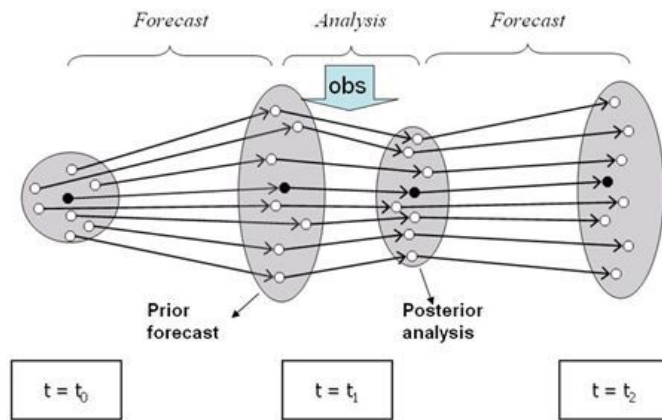 Forecast
Analysis
Forecast
obs
Prior
forecast
Posterior
analysis
t = t₀
t = t₁
t = t₂